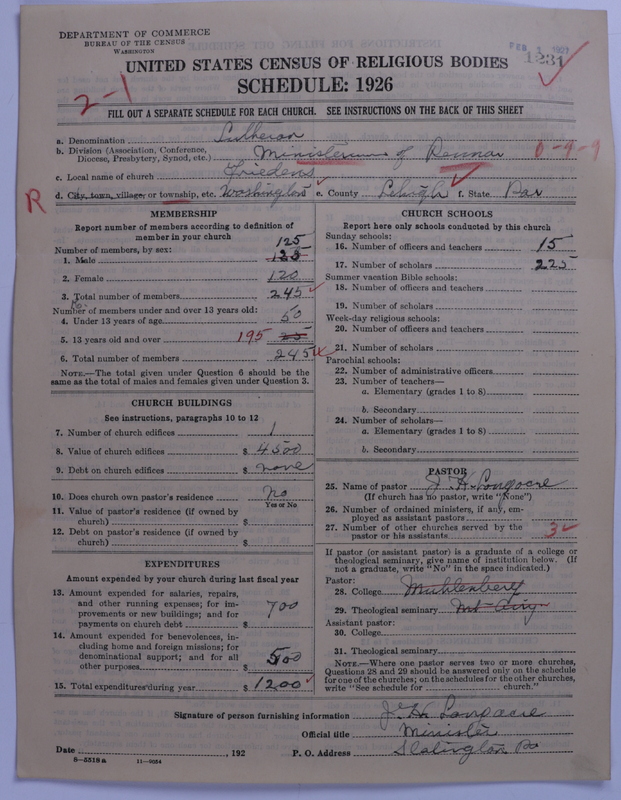 DEPARTMENT OF COMMERCE
BUREAU OF THE CENSUS
WASHINGTON
FEB 1 1927
1231
UNITED STATES CENSUS OF RELIGIOUS BODIES
SCHEDULE: 1926
2-1
FILL OUT A SEPARATE SCHEDULE FOR EACH CHURCH. SEE INSTRUCTIONS ON THE BACK OF THIS SHEET
a. Denomination Lutheran
b. Division (Association, Conference, Diocese, Presbytery, Synod, etc.) Ministerium of Penna 0-9-9
c. Local name of church Friedens
R d. City, town, village, or township, etc. Washington e. County Lehigh f. State Pa
MEMBERSHIP
Report number of members according to definition of
member in your church
Number of members, by sex: 125
1. Male 125
2. Female 120
3. Total number of members 245
Number of members under and over 13 years old:
4. Under 13 years of age 50
5. 13 years old and over 195
6. Total number of members 245
NOTE.—The total given under Question 6 should be the
same as the total of males and females given under Question 3.
CHURCH BUILDINGS
See instructions, paragraphs 10 to 12
7. Number of church edifices 1
8. Value of church edifices $ 4500
9. Debt on church edifices $ none
10. Does church own pastor's residence no
Yes or No
11. Value of pastor's residence (if owned by
church) $
12. Debt on pastor's residence (if owned by
church) $
EXPENDITURES
Amount expended by your church during last fiscal year
13. Amount expended for salaries, repairs,
and other running expenses; for im-
provements or new buildings; and for
payments on church debt $ 700
14. Amount expended for benevolences, in-
cluding home and foreign missions; for
denominational support; and for all
other purposes $ 500
15. Total expenditures during year $ 1200
CHURCH SCHOOLS
Report here only schools conducted by this church
Sunday schools:
16. Number of officers and teachers 15
17. Number of scholars 225
Summer vacation Bible schools:
18. Number of officers and teachers
19. Number of scholars
Week-day religious schools:
20. Number of officers and teachers
21. Number of scholars
Parochial schools:
22. Number of administrative officers
23. Number of teachers—
a. Elementary (grades 1 to 8)
b. Secondary
24. Number of scholars—
a. Elementary (grades 1 to 8)
b. Secondary
PASTOR
25. Name of pastor J H Longacre
(If church has no pastor, write "None")
26. Number of ordained ministers, if any, em-
ployed as assistant pastors
27. Number of other churches served by the
pastor or his assistants 3
If pastor (or assistant pastor) is a graduate of a college or
theological seminary, give name of institution below. (If
not a graduate, write "No" in the space indicated.)
Pastor:
28. College Muhlenberg
29. Theological seminary Mt Airy
Assistant pastor:
30. College
31. Theological seminary
NOTE.—Where one pastor serves two or more churches,
Questions 28 and 29 should be answered only on the schedule
for one of the churches; on the schedules for the other churches,
write "See schedule for church."
Signature of person furnishing information J. H. Longacre
Official title Minister
Date , 192 P. O. Address Slatington Pa
8-5518 a 11-9054